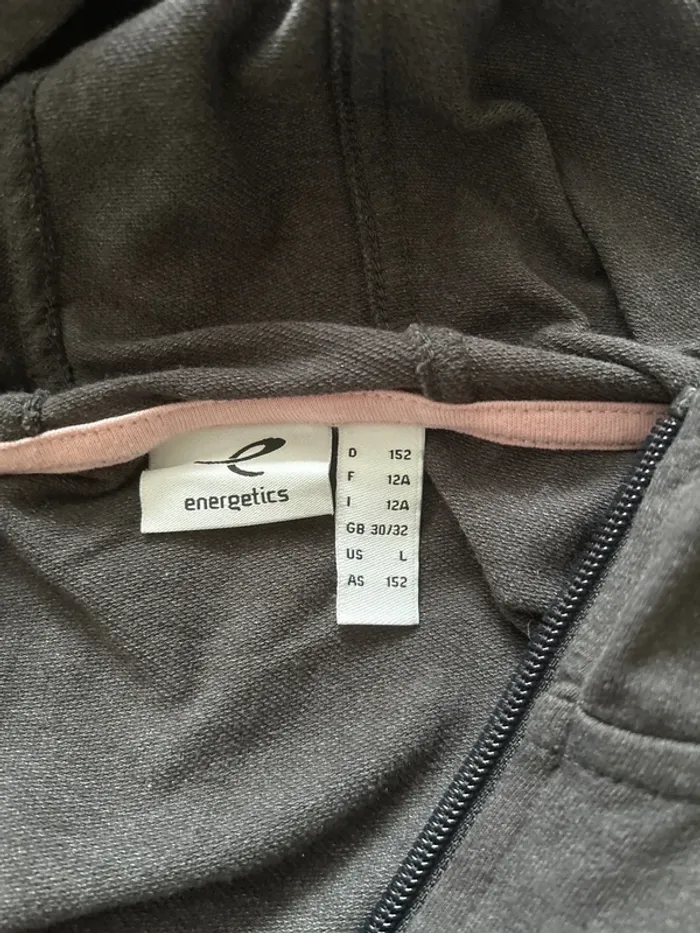 energetics
D 152
F 12A
I 12A
GB 30/32
US L
AS 152